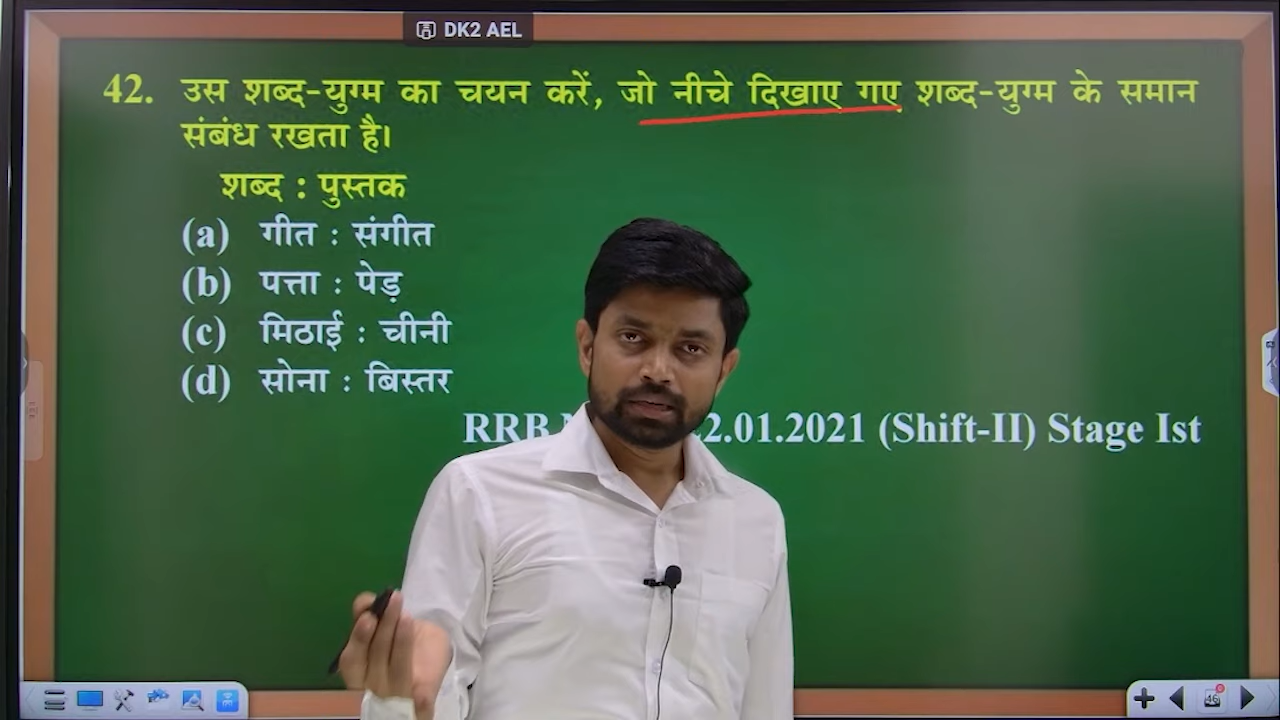 DK2 AEL
42. उस शब्द-युग्म का चयन करें, जो नीचे दिखाए गए शब्द-युग्म के समान
संबंध रखता है।
शब्द : पुस्तक
(a) गीत : संगीत
(b) पत्ता : पेड़
(c) मिठाई : चीनी
(d) सोना : बिस्तर
RRB 2.01.2021 (Shift-II) Stage Ist
46